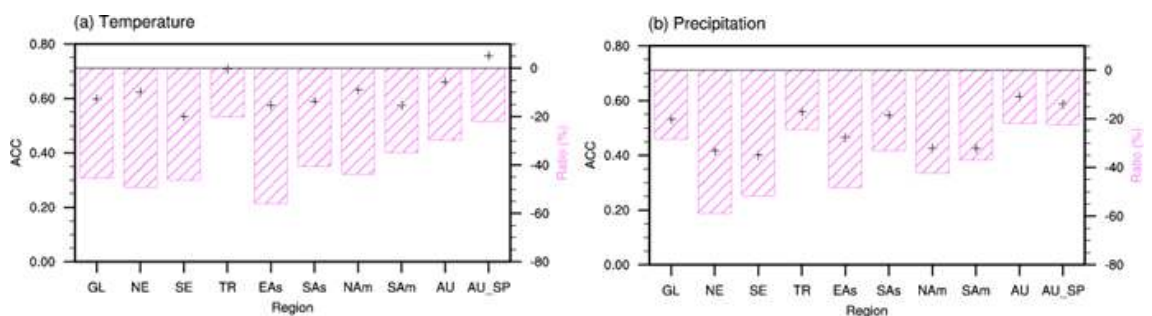 (a) Temperature
0.80
0.60
0.40
0.20
0.00
ACC
0
-20
-40
-60
-80
Ratio (%)
GL NE SE TR EAs SAs NAm SAm AU AU_SP
Region
(b) Precipitation
0.80
0.60
0.40
0.20
0.00
ACC
0
-20
-40
-60
-80
Ratio (%)
GL NE SE TR EAs SAs NAm SAm AU AU_SP
Region